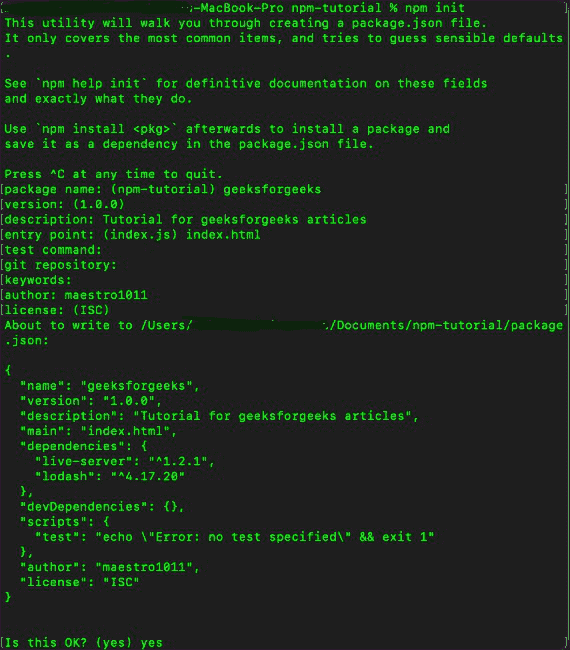 -MacBook-Pro npm-tutorial % npm init
This utility will walk you through creating a package.json file.
It only covers the most common items, and tries to guess sensible defaults
.
See `npm help init` for definitive documentation on these fields
and exactly what they do.
Use `npm install <pkg>` afterwards to install a package and
save it as a dependency in the package.json file.
Press ^C at any time to quit.
[package name: (npm-tutorial) geeksforgeeks ]
[version: (1.0.0) ]
[description: Tutorial for geeksforgeeks articles ]
[entry point: (index.js) index.html ]
[test command: ]
[git repository: ]
[keywords: ]
[author: maestro1011 ]
[license: (ISC) ]
About to write to /Users/ /Documents/npm-tutorial/package
.json:
{
  "name": "geeksforgeeks",
  "version": "1.0.0",
  "description": "Tutorial for geeksforgeeks articles",
  "main": "index.html",
  "dependencies": {
    "live-server": "^1.2.1",
    "lodash": "^4.17.20"
  },
  "devDependencies": {},
  "scripts": {
    "test": "echo \"Error: no test specified\" && exit 1"
  },
  "author": "maestro1011",
  "license": "ISC"
}
[Is this OK? (yes) yes ]